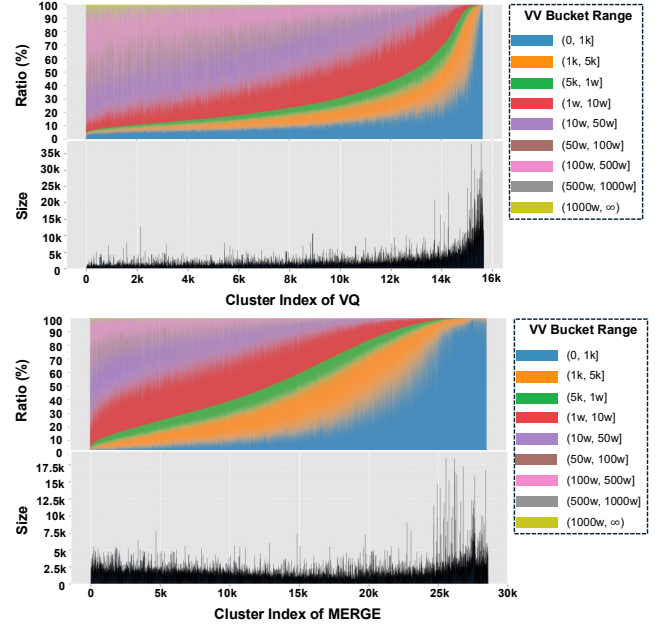 100
90
80
70
60
50
40
30
20
10
0
Ratio (%)
35k
30k
25k
20k
15k
10k
5k
0
Size
0 2k 4k 6k 8k 10k 12k 14k 16k
Cluster Index of VQ
VV Bucket Range
(0, 1k]
(1k, 5k]
(5k, 1w]
(1w, 10w]
(10w, 50w]
(50w, 100w]
(100w, 500w]
(500w, 1000w]
(1000w, ∞)
100
90
80
70
60
50
40
30
20
10
0
Ratio (%)
17.5k
15k
12.5k
10k
7.5k
5k
2.5k
0
Size
0 5k 10k 15k 20k 25k 30k
Cluster Index of MERGE
VV Bucket Range
(0, 1k]
(1k, 5k]
(5k, 1w]
(1w, 10w]
(10w, 50w]
(50w, 100w]
(100w, 500w]
(500w, 1000w]
(1000w, ∞)